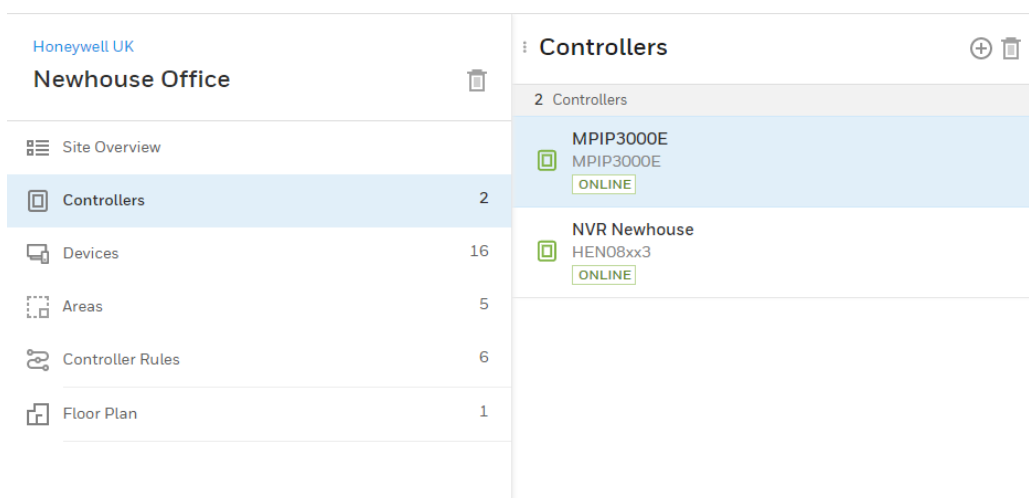 Honeywell UK
Newhouse Office
Site Overview
Controllers 2
Devices 16
Areas 5
Controller Rules 6
Floor Plan 1
Controllers
2 Controllers
MPIP3000E
MPIP3000E
ONLINE
NVR Newhouse
HEN08xx3
ONLINE